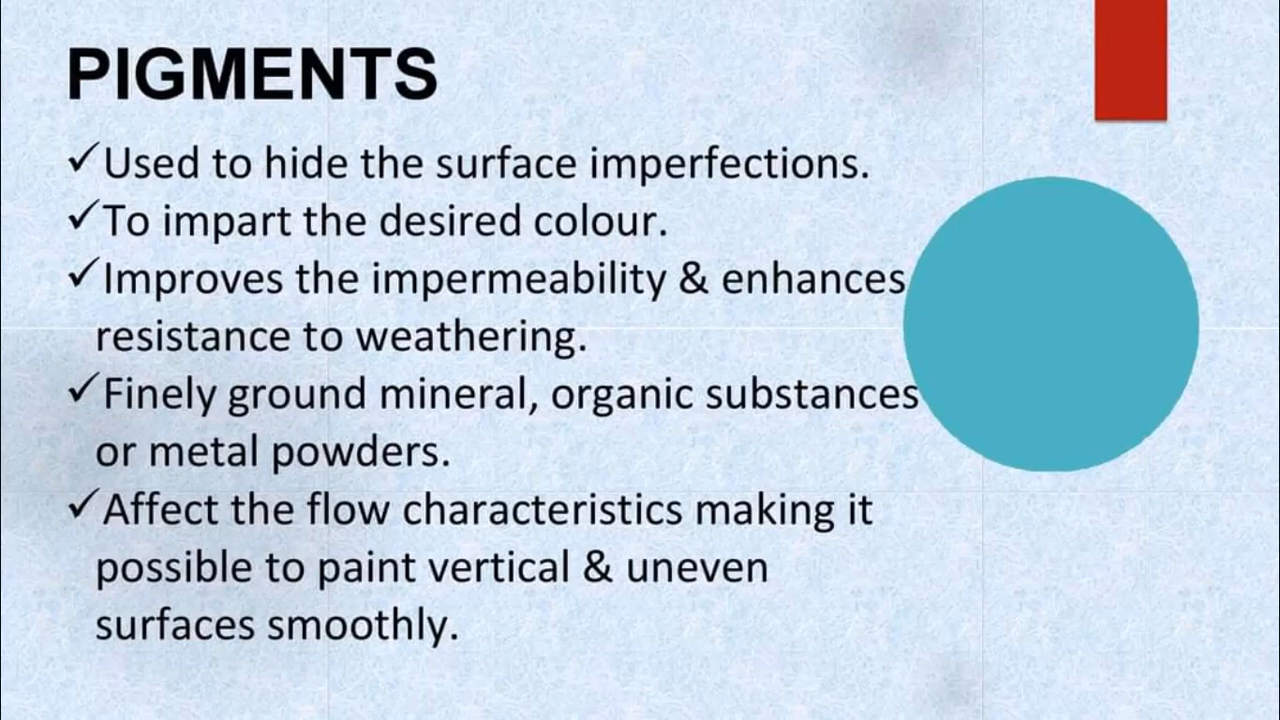 PIGMENTS
✓Used to hide the surface imperfections.
✓To impart the desired colour.
✓Improves the impermeability & enhances
resistance to weathering.
✓Finely ground mineral, organic substances
or metal powders.
✓Affect the flow characteristics making it
possible to paint vertical & uneven
surfaces smoothly.